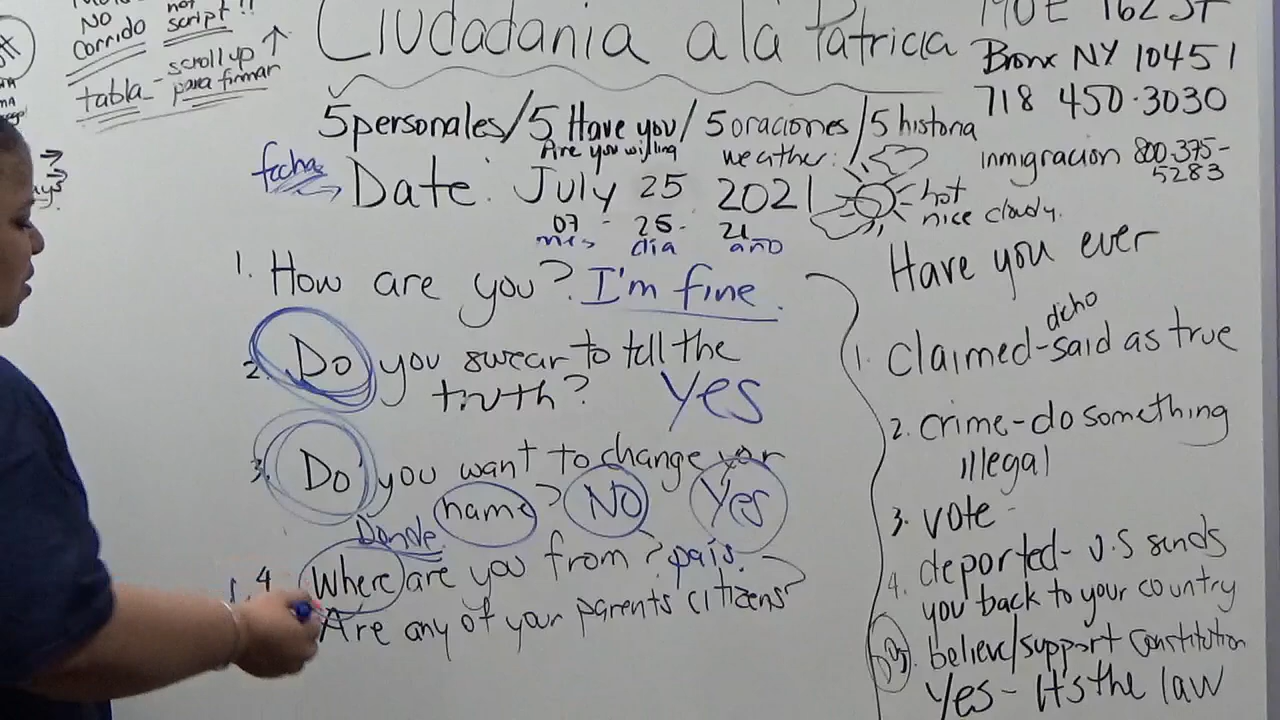 NO
Corrido
not
script !!
tabla - scroll up ↑
para firmar
Ciudadania a la Patricia
162 ST
Bronx NY 10451
718 450-3030
5 personales/5 Have you/5 oraciones/5 historia
Are you willing
weather:
inmigracion 800-375-
5283
fecha
Date: July 25 2021
hot
nice cloudy.
07 - 25 - 21
mes dia año
1. How are you? I'm fine.
2. Do you swear to tell the
truth? Yes
3. Do you want to change yor
name? No Yes
Donde
4 Where are you from? país.
Are any of your parents citizens
Have you ever
dicho
1. Claimed-said as true
2. crime-do something
illegal
3. vote -
4. deported- U.S sends
you back to your country
believe/support constitution
Yes - It's the law